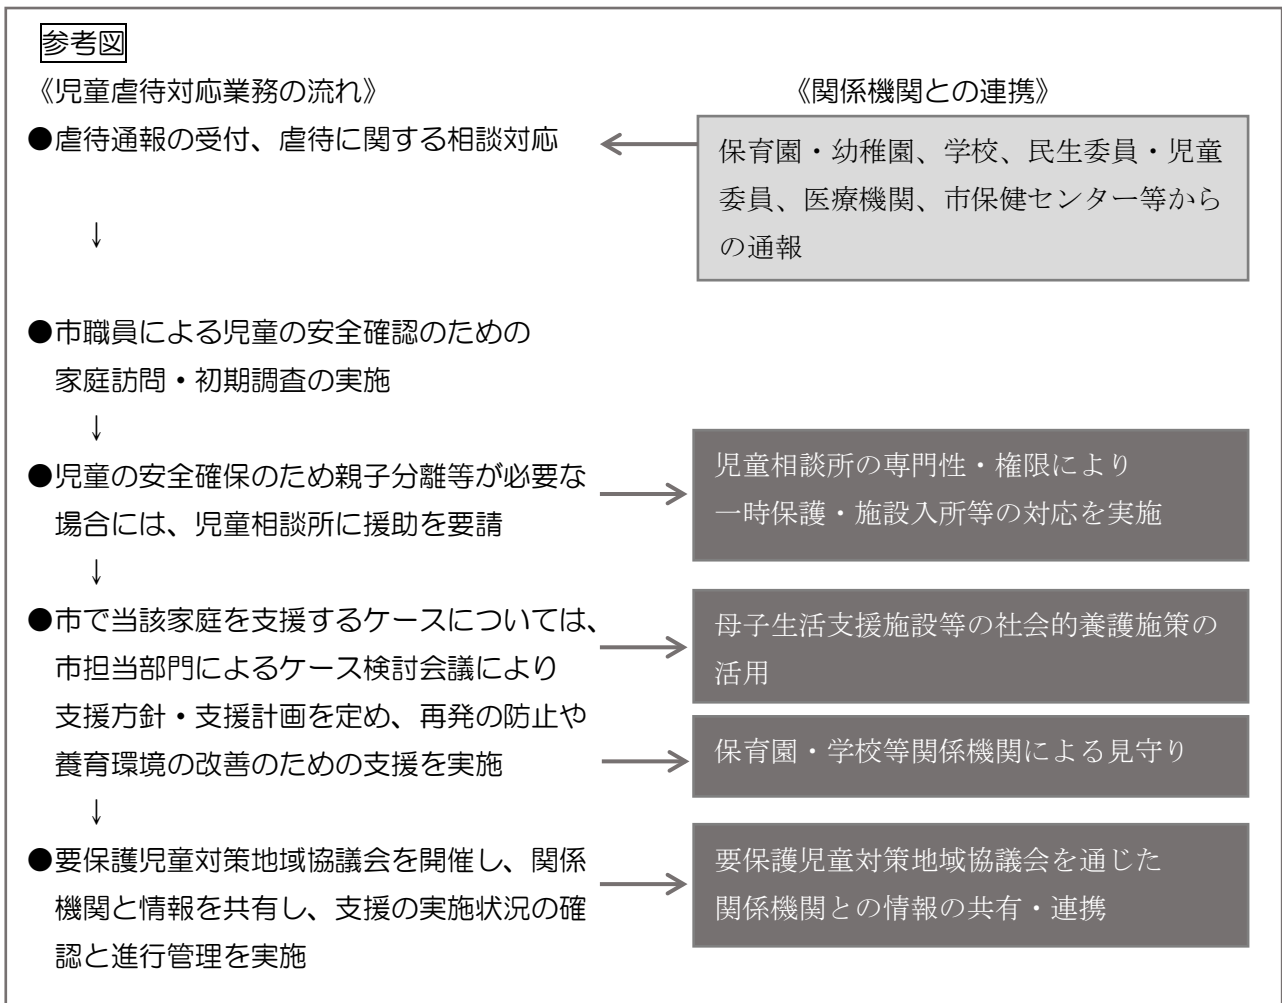 参考図
《児童虐待対応業務の流れ》
《関係機関との連携》
●虐待通報の受付、虐待に関する相談対応
保育園・幼稚園、学校、民生委員・児童
委員、医療機関、市保健センター等から
の通報
↓
●市職員による児童の安全確認のための
家庭訪問・初期調査の実施
↓
●児童の安全確保のため親子分離等が必要な
場合には、児童相談所に援助を要請
児童相談所の専門性・権限により
一時保護・施設入所等の対応を実施
↓
●市で当該家庭を支援するケースについては、
市担当部門によるケース検討会議により
支援方針・支援計画を定め、再発の防止や
養育環境の改善のための支援を実施
母子生活支援施設等の社会的養護施策の
活用
保育園・学校等関係機関による見守り
↓
●要保護児童対策地域協議会を開催し、関係
機関と情報を共有し、支援の実施状況の確
認と進行管理を実施
要保護児童対策地域協議会を通じた
関係機関との情報の共有・連携